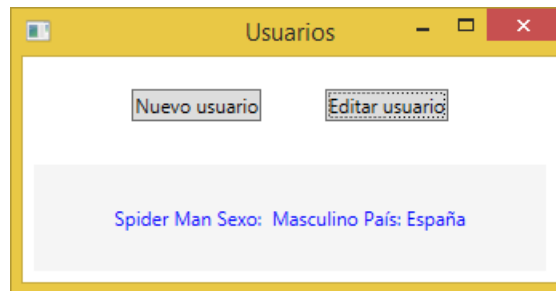 Usuarios
Nuevo usuario Editar usuario
Spider Man Sexo: Masculino País: España